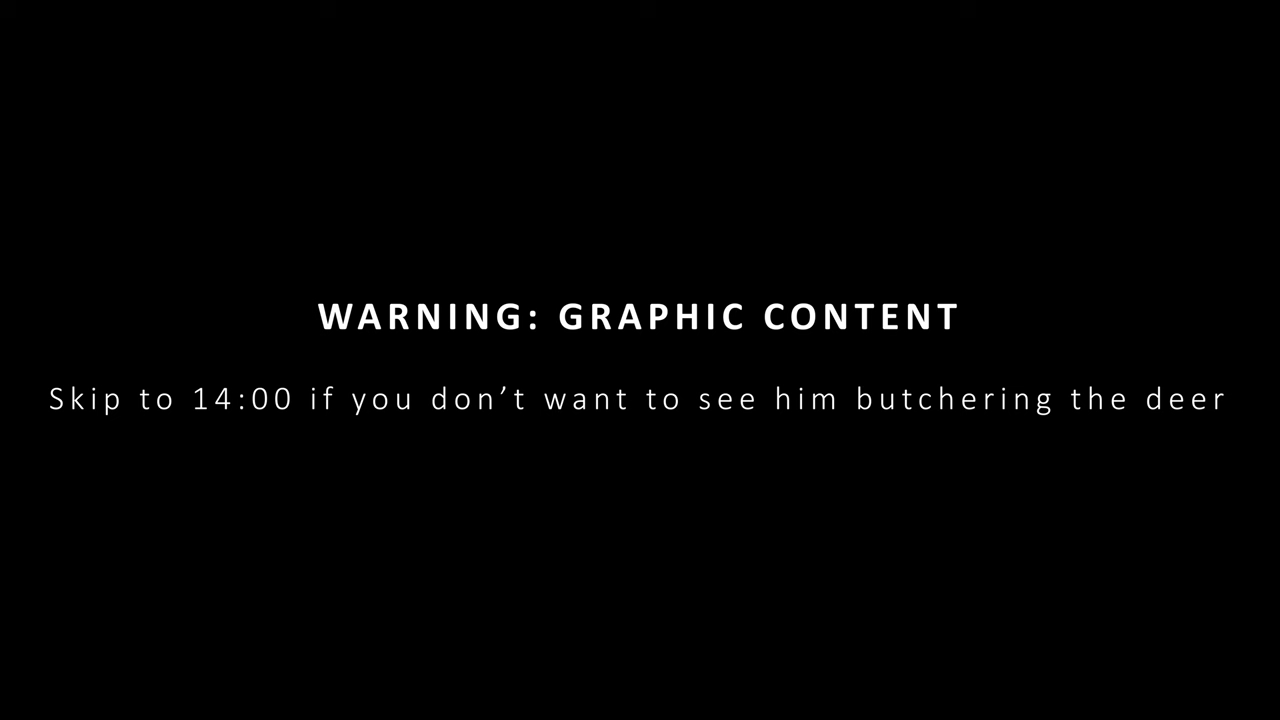 WARNING: GRAPHIC CONTENT
Skip to 14:00 if you don’t want to see him butchering the deer